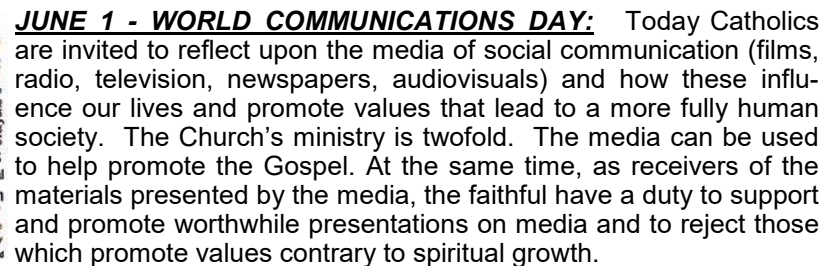 JUNE 1 - WORLD COMMUNICATIONS DAY: Today Catholics
are invited to reflect upon the media of social communication (films,
radio, television, newspapers, audiovisuals) and how these influ-
ence our lives and promote values that lead to a more fully human
society. The Church's ministry is twofold. The media can be used
to help promote the Gospel. At the same time, as receivers of the
materials presented by the media, the faithful have a duty to support
and promote worthwhile presentations on media and to reject those
which promote values contrary to spiritual growth.